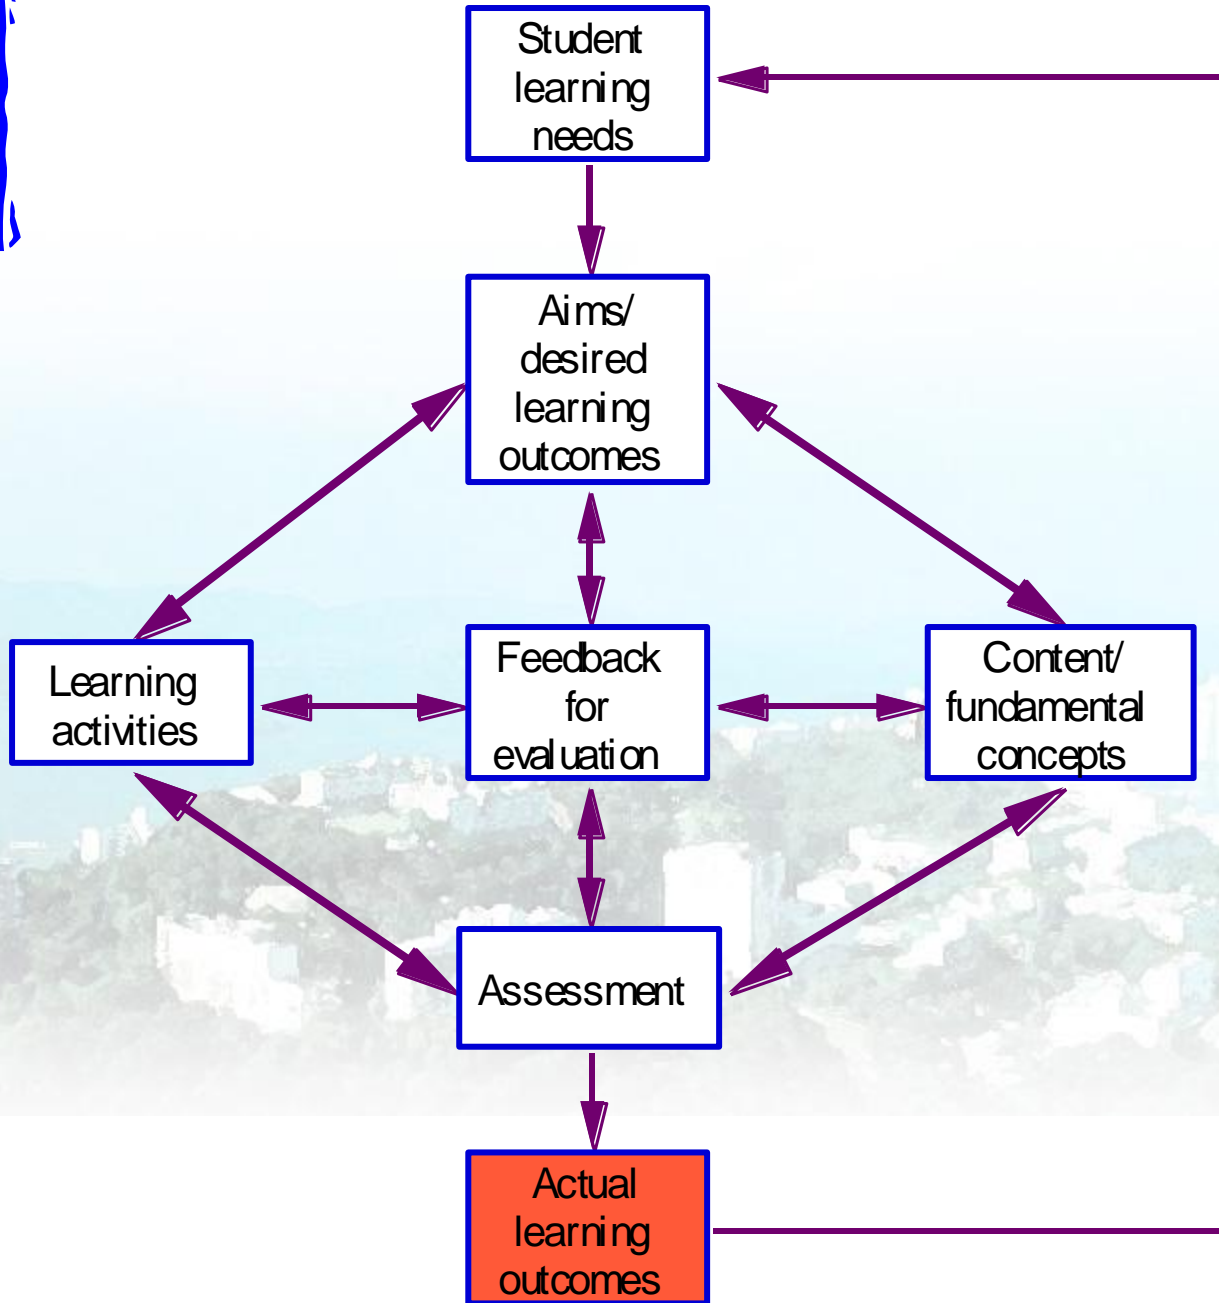 Student
learning
needs
Aims/
desired
learning
outcomes
Learning
activities
Feedback
for
evaluation
Content/
fundamental
concepts
Assessment
Actual
learning
outcomes